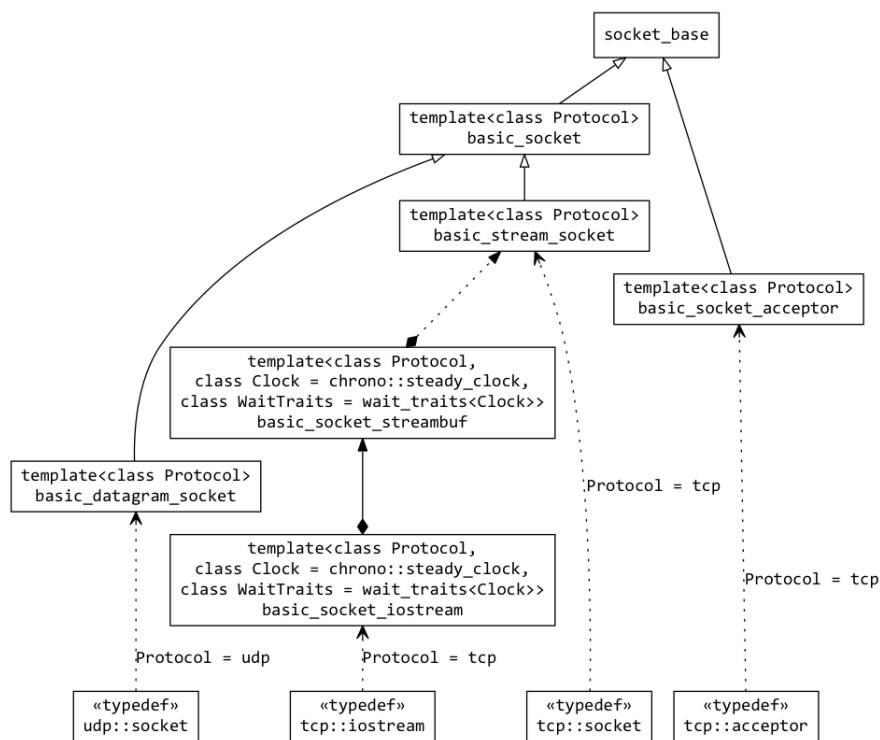 socket_base
template<class Protocol>
basic_socket
template<class Protocol>
basic_stream_socket
template<class Protocol>
basic_socket_acceptor
template<class Protocol,
class Clock = chrono::steady_clock,
class WaitTraits = wait_traits<Clock>>
basic_socket_streambuf
template<class Protocol>
basic_datagram_socket
Protocol = tcp
template<class Protocol,
class Clock = chrono::steady_clock,
class WaitTraits = wait_traits<Clock>>
basic_socket_iostream
Protocol = tcp
Protocol = udp
Protocol = tcp
«typedef»
udp::socket
«typedef»
tcp::iostream
«typedef»
tcp::socket
«typedef»
tcp::acceptor